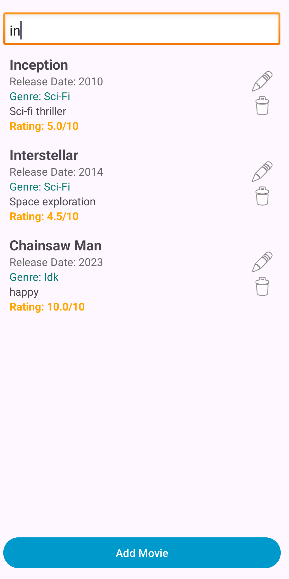 in
Inception
Release Date: 2010
Genre: Sci-Fi
Sci-fi thriller
Rating: 5.0/10
Interstellar
Release Date: 2014
Genre: Sci-Fi
Space exploration
Rating: 4.5/10
Chainsaw Man
Release Date: 2023
Genre: Idk
happy
Rating: 10.0/10
Add Movie